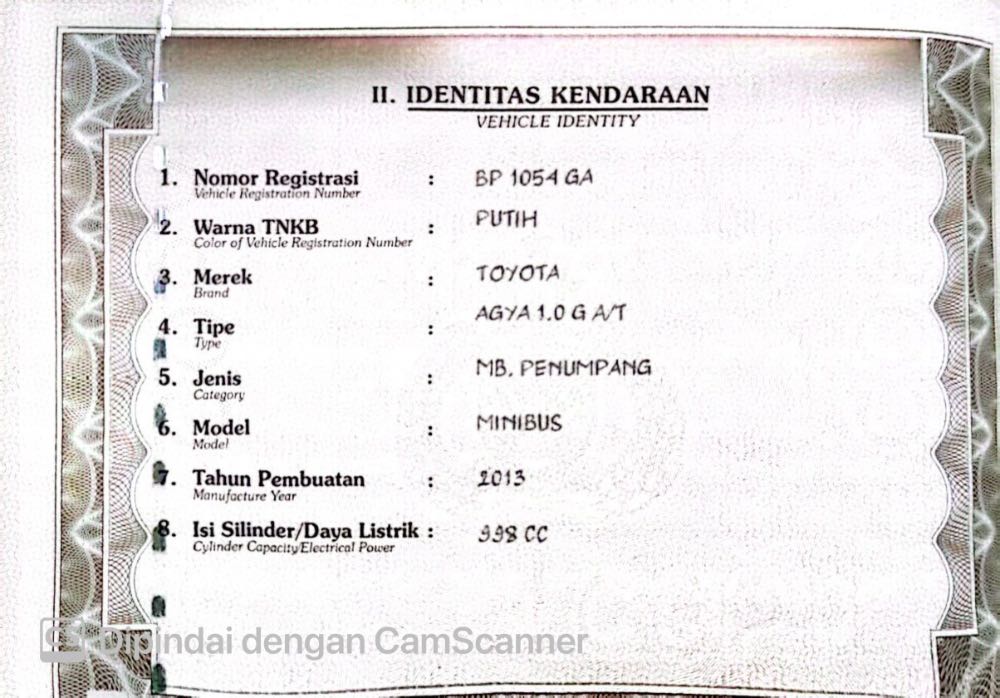 II. IDENTITAS KENDARAAN
VEHICLE IDENTITY
1. Nomor Registrasi : BP 1054 GA
Vehicle Registration Number
2. Warna TNKB : PUTIH
Color of Vehicle Registration Number
3. Merek : TOYOTA
Brand
4. Tipe : AGYA 1.0 G A/T
Type
5. Jenis : MB. PENUMPANG
Category
6. Model : MINIBUS
Model
7. Tahun Pembuatan : 2013
Manufacture Year
8. Isi Silinder/Daya Listrik : 998 CC
Cylinder Capacity/Electrical Power
CS Dipindai dengan CamScanner